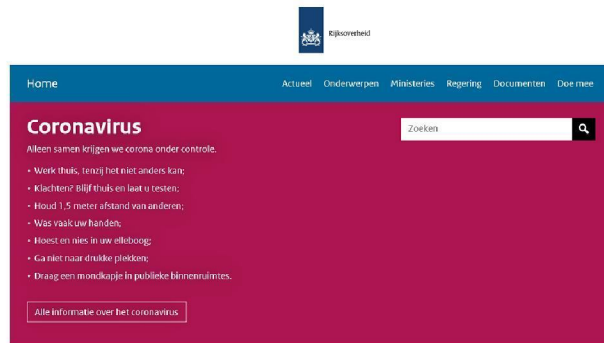 Rijksoverheid
Home
Actueel Onderwerpen Ministeries Regering Documenten Doe mee
Coronavirus
Zoeken
Alleen samen krijgen we corona onder controle.
• Werk thuis, tenzij het niet anders kan;
• Klachten? Blijf thuis en laat u testen;
• Houd 1,5 meter afstand van anderen;
• Was vaak uw handen;
• Hoest en nies in uw elleboog;
• Ga niet naar drukke plekken;
• Draag een mondkapje in publieke binnenruimtes.
Alle informatie over het coronavirus